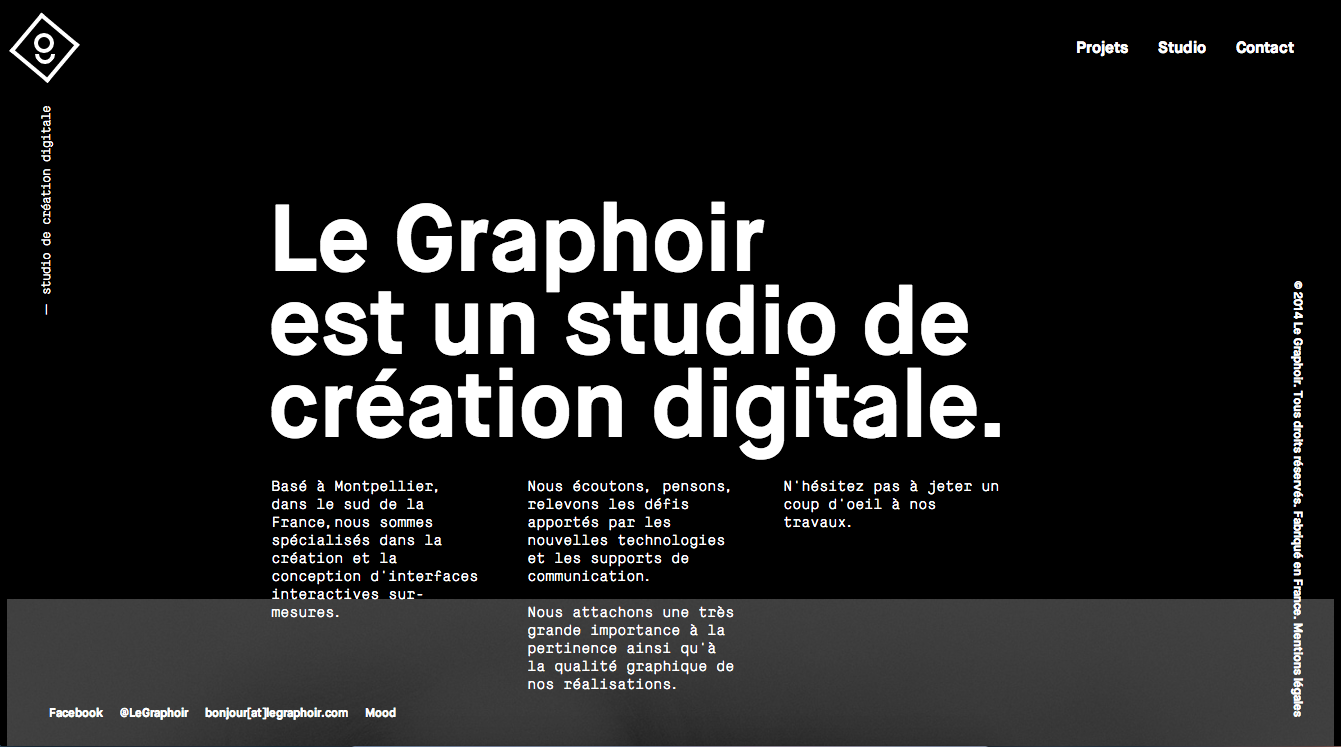 Projets Studio Contact
— studio de création digitale
Le Graphoir
est un studio de
création digitale.
Basé à Montpellier,
dans le sud de la
France,nous sommes
spécialisés dans la
création et la
conception d'interfaces
interactives sur-
mesures.
Nous écoutons, pensons,
relevons les défis
apportés par les
nouvelles technologies
et les supports de
communication.
Nous attachons une très
grande importance à la
pertinence ainsi qu'à
la qualité graphique de
nos réalisations.
N'hésitez pas à jeter un
coup d'oeil à nos
travaux.
© 2014 Le Graphoir. Tous droits réservés. Fabriqué en France. Mentions légales
Facebook @LeGraphoir bonjour[at]legraphoir.com Mood